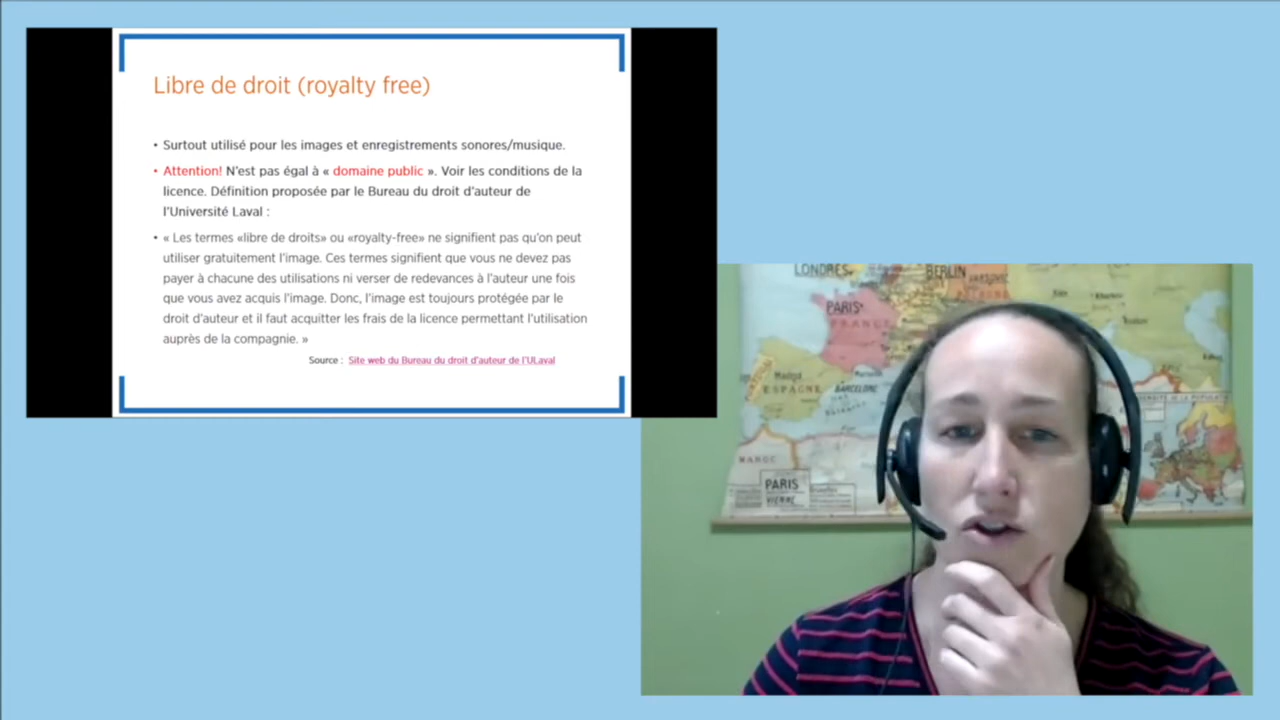 Libre de droit (royalty free)
• Surtout utilisé pour les images et enregistrements sonores/musique.
• Attention! N'est pas égal à « domaine public ». Voir les conditions de la
licence. Définition proposée par le Bureau du droit d'auteur de
l'Université Laval :
• « Les termes «libre de droits» ou «royalty-free» ne signifient pas qu'on peut
utiliser gratuitement l'image. Ces termes signifient que vous ne devez pas
payer à chacune des utilisations ni verser de redevances à l'auteur une fois
que vous avez acquis l'image. Donc, l'image est toujours protégée par le
droit d'auteur et il faut acquitter les frais de la licence permettant l'utilisation
auprès de la compagnie. »
Source : Site web du Bureau du droit d'auteur de l'ULaval
LONDRES
BERLIN
VARSOVIE
PARIS
FRANCE
Madrid
ESPAGNE
BARCELONE
MAROC
PARIS
VIENNE